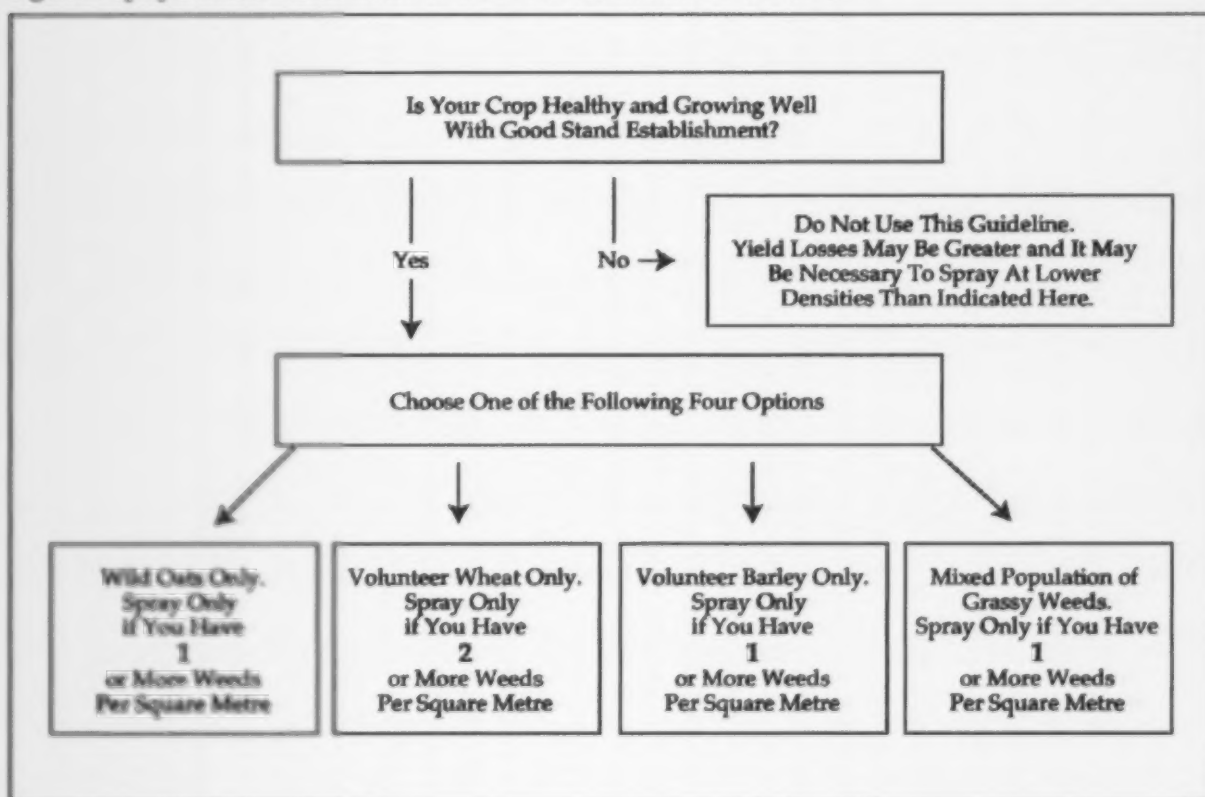 Is Your Crop Healthy and Growing Well
With Good Stand Establishment?
Yes
No
Do Not Use This Guideline.
Yield Losses May Be Greater and It May
Be Necessary To Spray At Lower
Densities Than Indicated Here.
Choose One of the Following Four Options
Wild Oats Only.
Spray Only
if You Have
1
or More Weeds
Per Square Metre
Volunteer Wheat Only.
Spray Only
if You Have
2
or More Weeds
Per Square Metre
Volunteer Barley Only.
Spray Only
if You Have
1
or More Weeds
Per Square Metre
Mixed Population of
Grassy Weeds.
Spray Only if You Have
1
or More Weeds
Per Square Metre